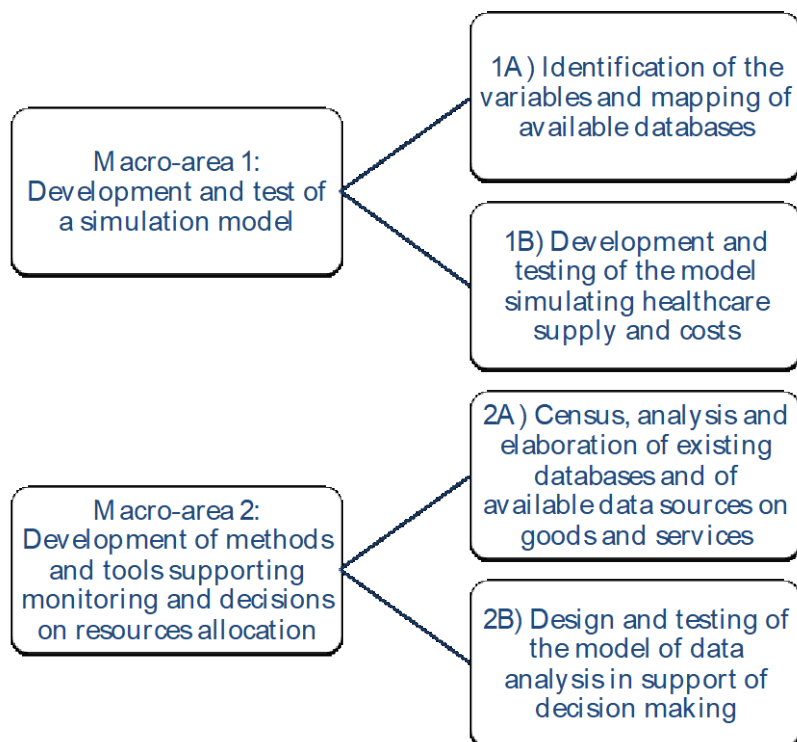 Macro-area 1:
Development and test of
a simulation model
1A) Identification of the
variables and mapping of
available databases
1B) Development and
testing of the model
simulating healthcare
supply and costs
Macro-area 2:
Development of methods
and tools supporting
monitoring and decisions
on resources allocation
2A) Census, analysis and
elaboration of existing
databases and of
available data sources on
goods and services
2B) Design and testing of
the model of data
analysis in support of
decision making